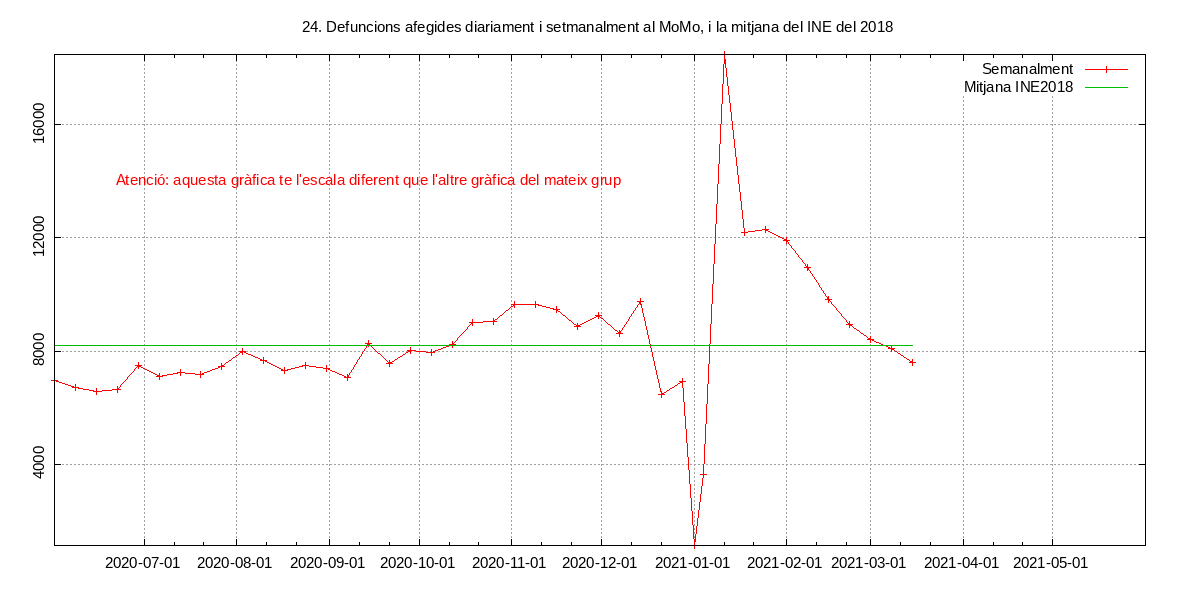 24. Defuncions afegides diariament i setmanalment al MoMo, i la mitjana del INE del 2018
Semanalment
Mitjana INE2018
16000
Atenció: aquesta gràfica te l'escala diferent que l'altre gràfica del mateix grup
12000
8000
4000
2020-07-01 2020-08-01 2020-09-01 2020-10-01 2020-11-01 2020-12-01 2021-01-01 2021-02-01 2021-03-01 2021-04-01 2021-05-01